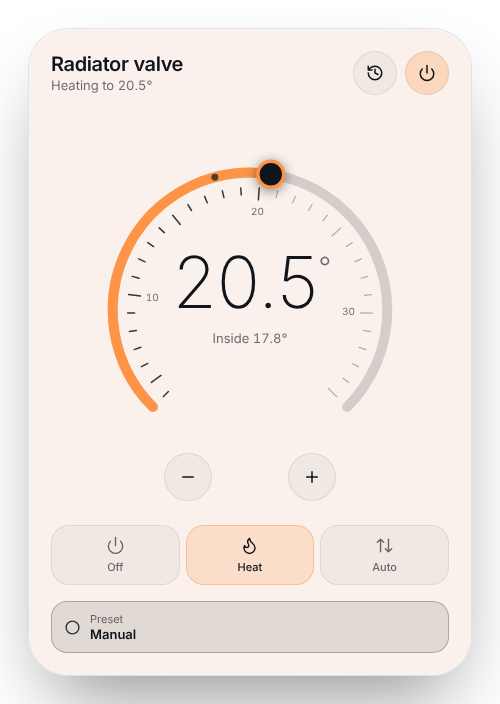 Radiator valve
Heating to 20.5°
20
20.5°
10
30
Inside 17.8°
Off
Heat
Auto
Preset
Manual